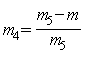 m₄ = (m₅ − m) / m₅